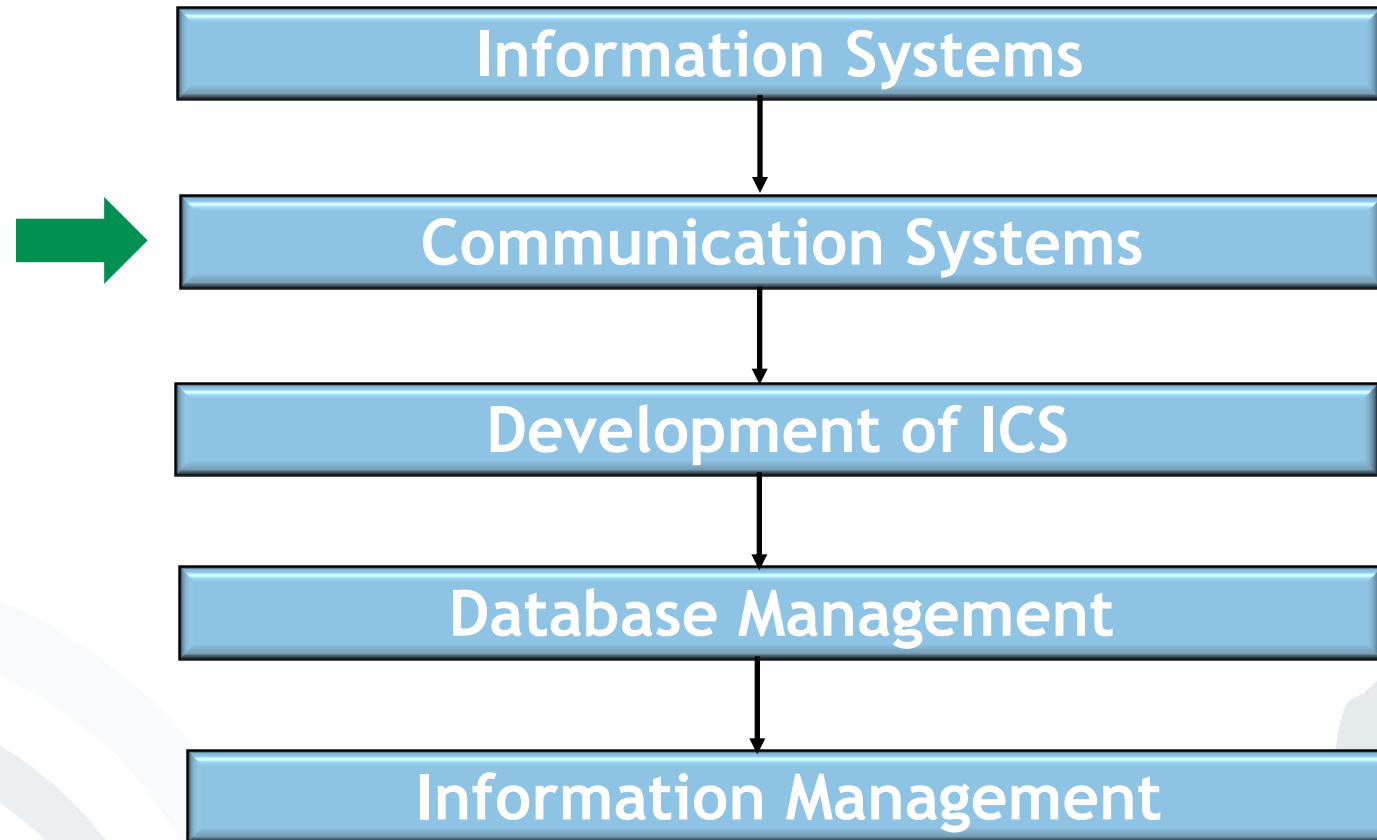 Information Systems
Communication Systems
Development of ICS
Database Management
Information Management